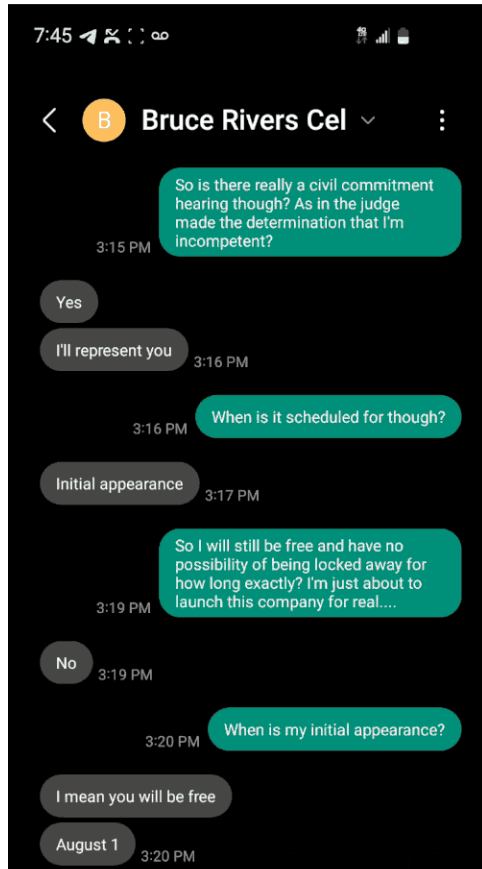 7:45
B Bruce Rivers Cel
So is there really a civil commitment
hearing though? As in the judge
made the determination that I'm
incompetent?
3:15 PM
Yes
I'll represent you
3:16 PM
When is it scheduled for though?
3:16 PM
Initial appearance
3:17 PM
So I will still be free and have no
possibility of being locked away for
how long exactly? I'm just about to
launch this company for real....
3:19 PM
No
3:19 PM
When is my initial appearance?
3:20 PM
I mean you will be free
August 1
3:20 PM